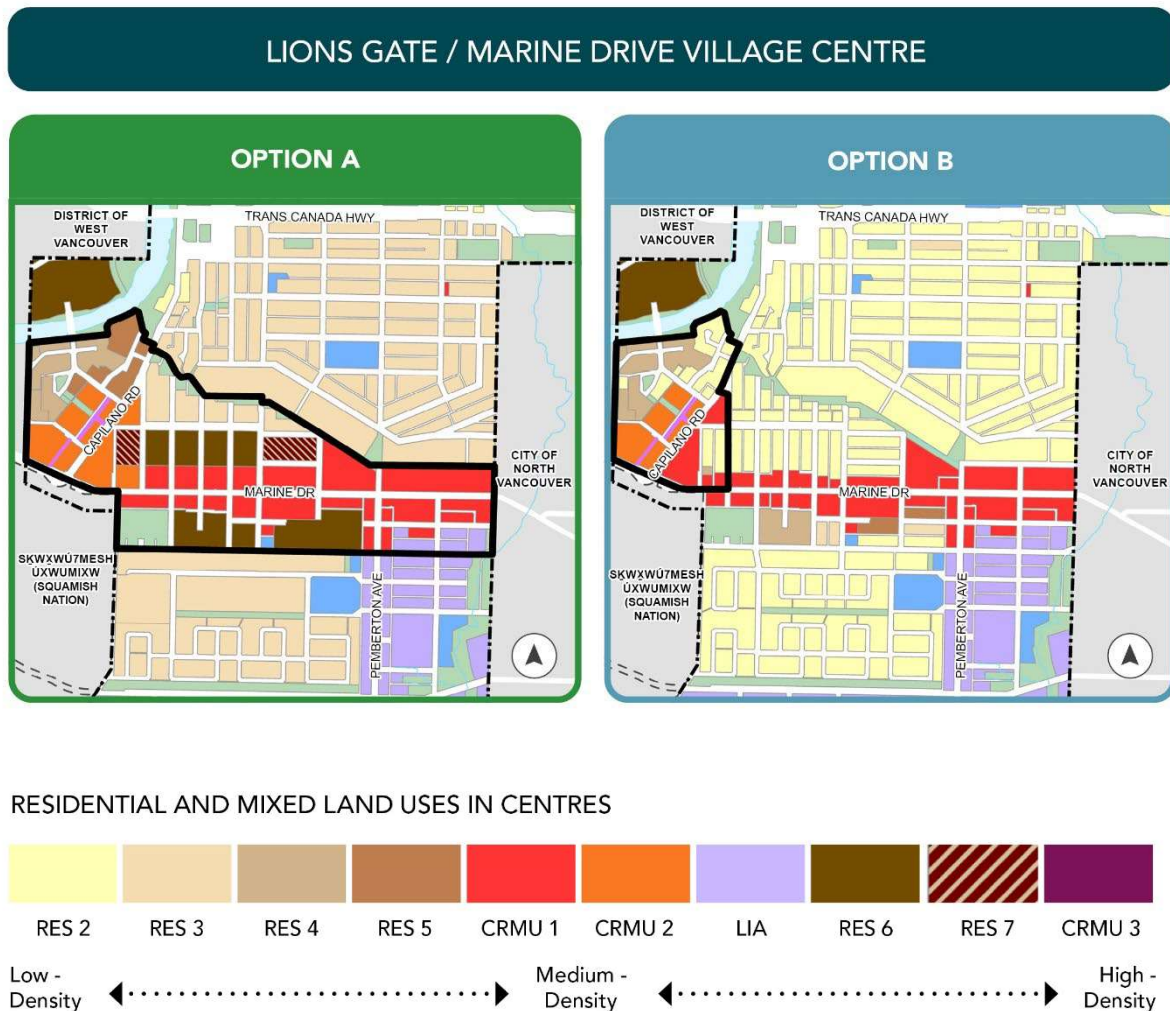 LIONS GATE / MARINE DRIVE VILLAGE CENTRE
OPTION A
DISTRICT OF
WEST
VANCOUVER
TRANS CANADA HWY
CAPILANO RD
MARINE DR
CITY OF
NORTH
VANCOUVER
SḴWX̱WÚ7MESH
ÚXWUMIXW
(SQUAMISH
NATION)
PEMBERTON AVE
OPTION B
DISTRICT OF
WEST
VANCOUVER
TRANS CANADA HWY
CAPILANO RD
MARINE DR
CITY OF
NORTH
VANCOUVER
SḴWX̱WÚ7MESH
ÚXWUMIXW
(SQUAMISH
NATION)
PEMBERTON AVE
RESIDENTIAL AND MIXED LAND USES IN CENTRES
RES 2 RES 3 RES 4 RES 5 CRMU 1 CRMU 2 LIA RES 6 RES 7 CRMU 3
Low - Medium - High -
Density Density Density